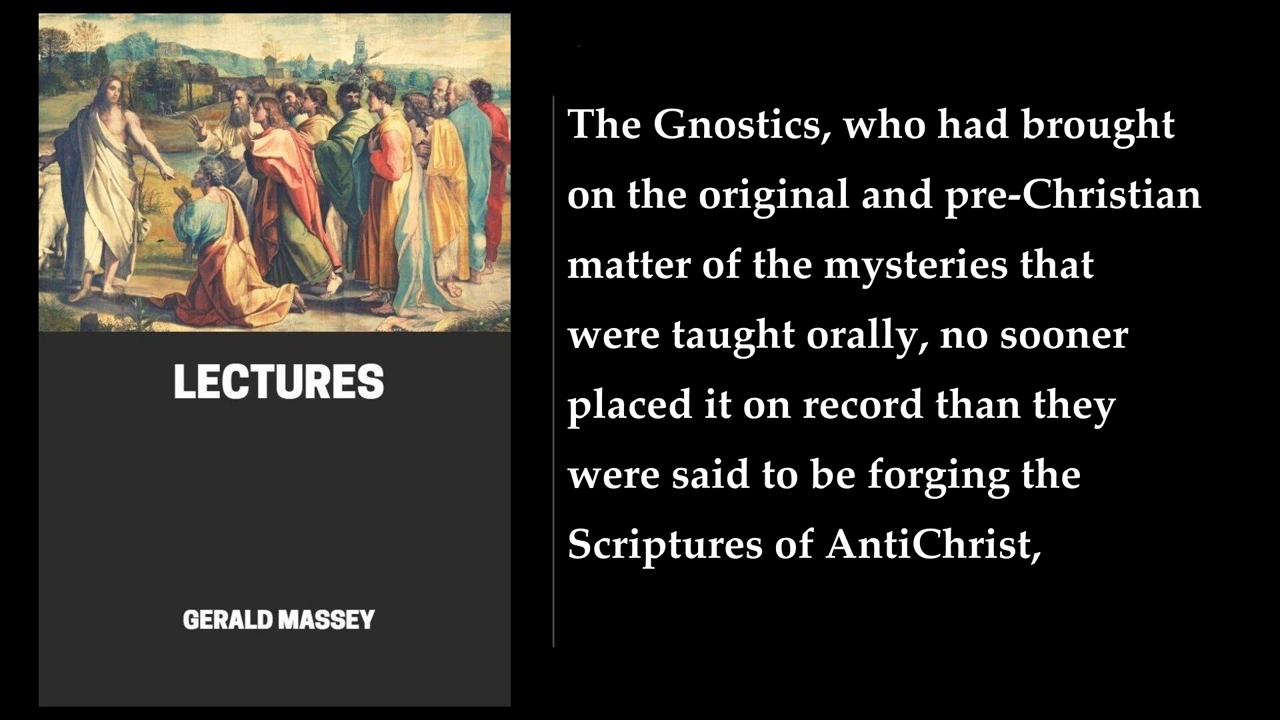 LECTURES
GERALD MASSEY
The Gnostics, who had brought
on the original and pre-Christian
matter of the mysteries that
were taught orally, no sooner
placed it on record than they
were said to be forging the
Scriptures of AntiChrist,